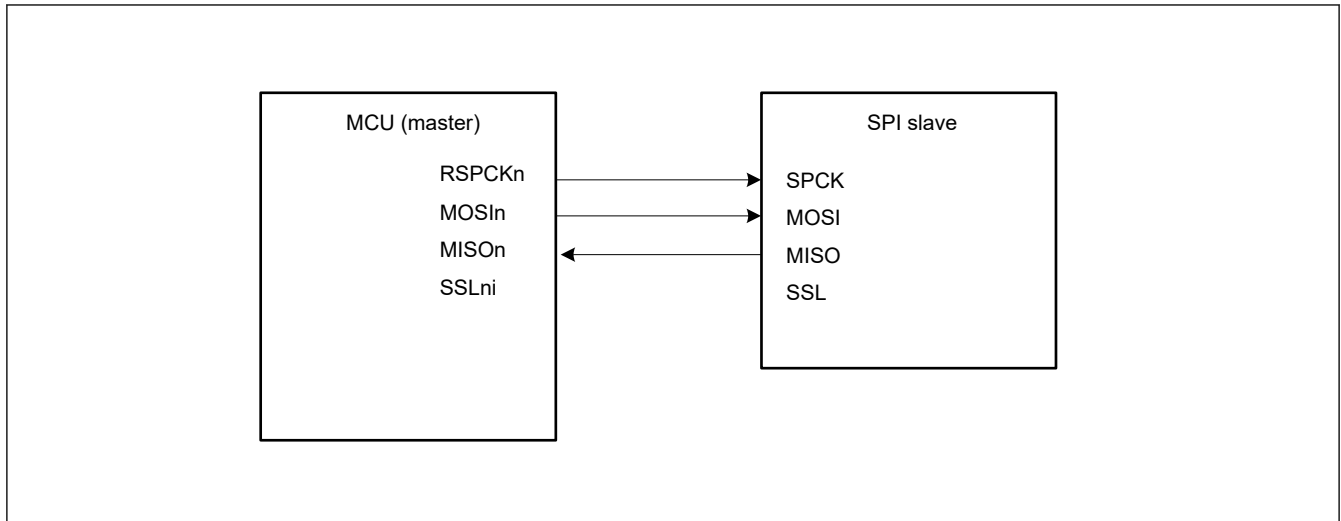 MCU (master)
RSPCKn
MOSIn
MISOn
SSLni
SPI slave
SPCK
MOSI
MISO
SSL